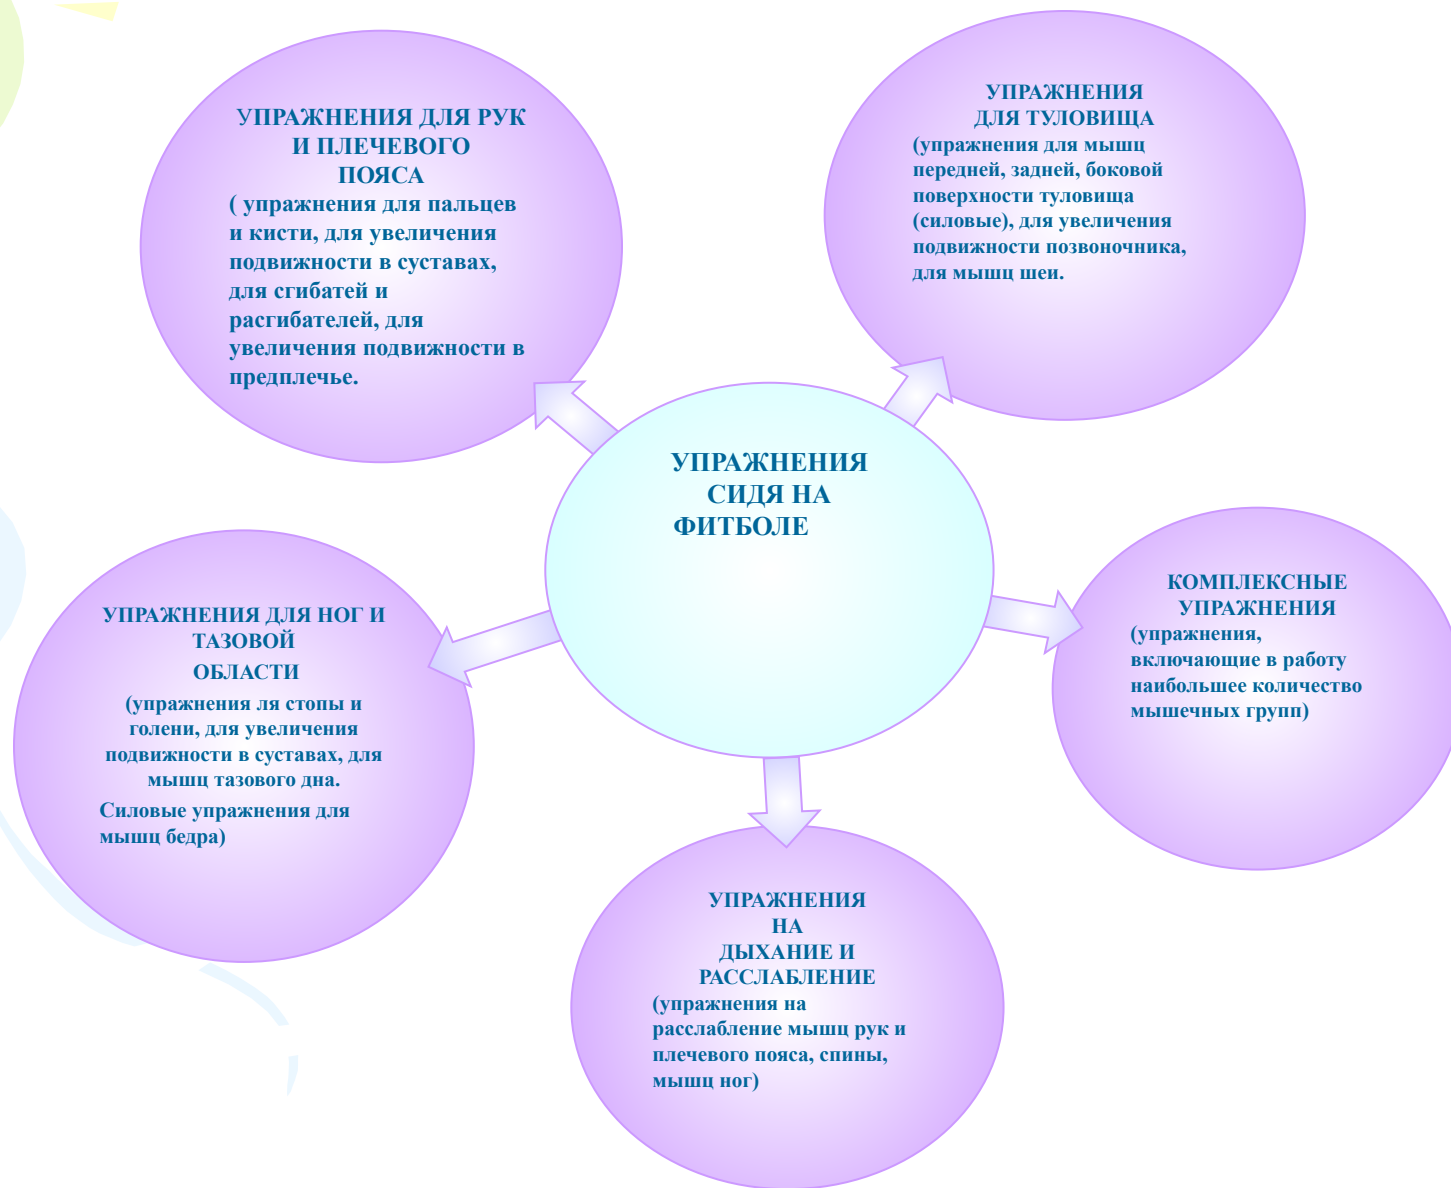 УПРАЖНЕНИЯ ДЛЯ РУК
И ПЛЕЧЕВОГО
ПОЯСА
( упражнения для пальцев
и кисти, для увеличения
подвижности в суставах,
для сгибатей и
расгибателей, для
увеличения подвижности в
предплечье.
УПРАЖНЕНИЯ
ДЛЯ ТУЛОВИЩА
(упражнения для мышц
передней, задней, боковой
поверхности туловища
(силовые), для увеличения
подвижности позвоночника,
для мышц шеи.
УПРАЖНЕНИЯ
СИДЯ НА
ФИТБОЛЕ
УПРАЖНЕНИЯ ДЛЯ НОГ И
ТАЗОВОЙ
ОБЛАСТИ
(упражнения ля стопы и
голени, для увеличения
подвижности в суставах, для
мышц тазового дна.
Силовые упражнения для
мышц бедра)
КОМПЛЕКСНЫЕ
УПРАЖНЕНИЯ
(упражнения,
включающие в работу
наибольшее количество
мышечных групп)
УПРАЖНЕНИЯ
НА
ДЫХАНИЕ И
РАССЛАБЛЕНИЕ
(упражнения на
расслабление мышц рук и
плечевого пояса, спины,
мышц ног)